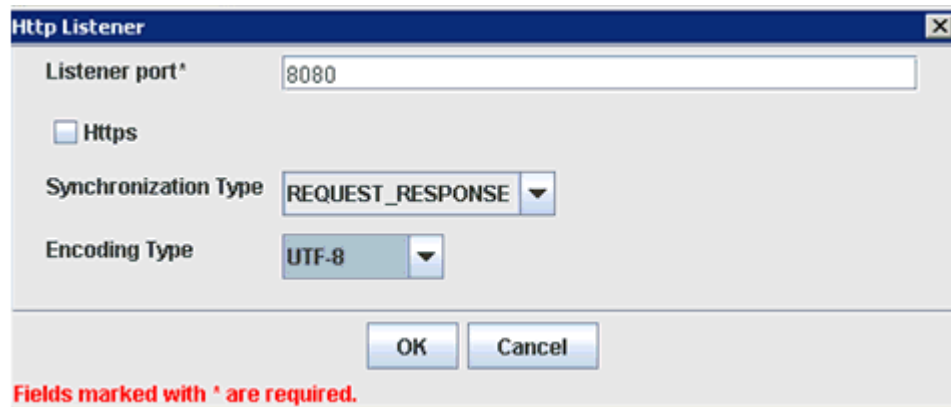 Http Listener
Listener port* 8080
Https
Synchronization Type REQUEST_RESPONSE
Encoding Type UTF-8
OK Cancel
Fields marked with * are required.